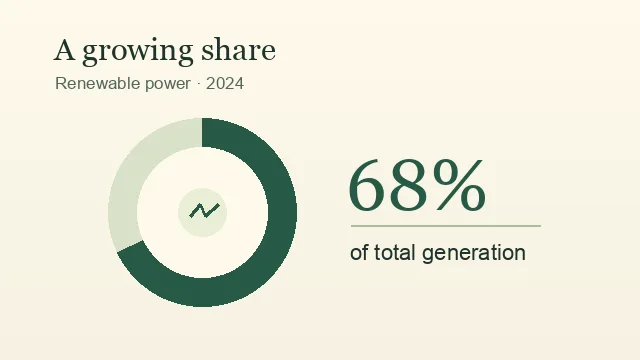 A growing share
Renewable power · 2024
68%
of total generation